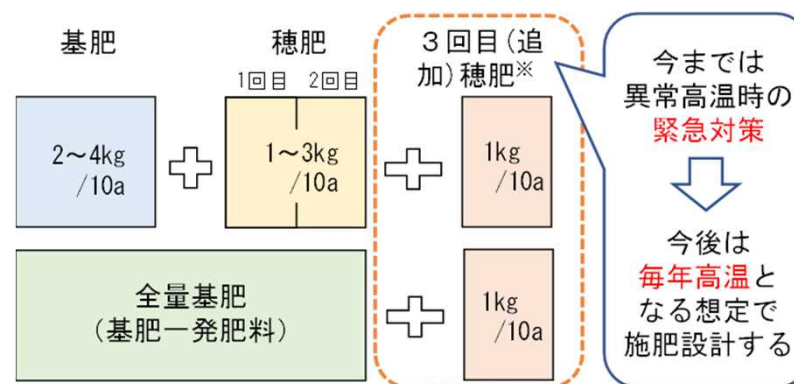 基肥
穂肥
1回目 2回目
3回目(追
加)穂肥※
2～4kg
/10a
1～3kg
/10a
1kg
/10a
全量基肥
(基肥一発肥料)
1kg
/10a
今までは
異常高温時の
緊急対策
今後は
毎年高温と
なる想定で
施肥設計する